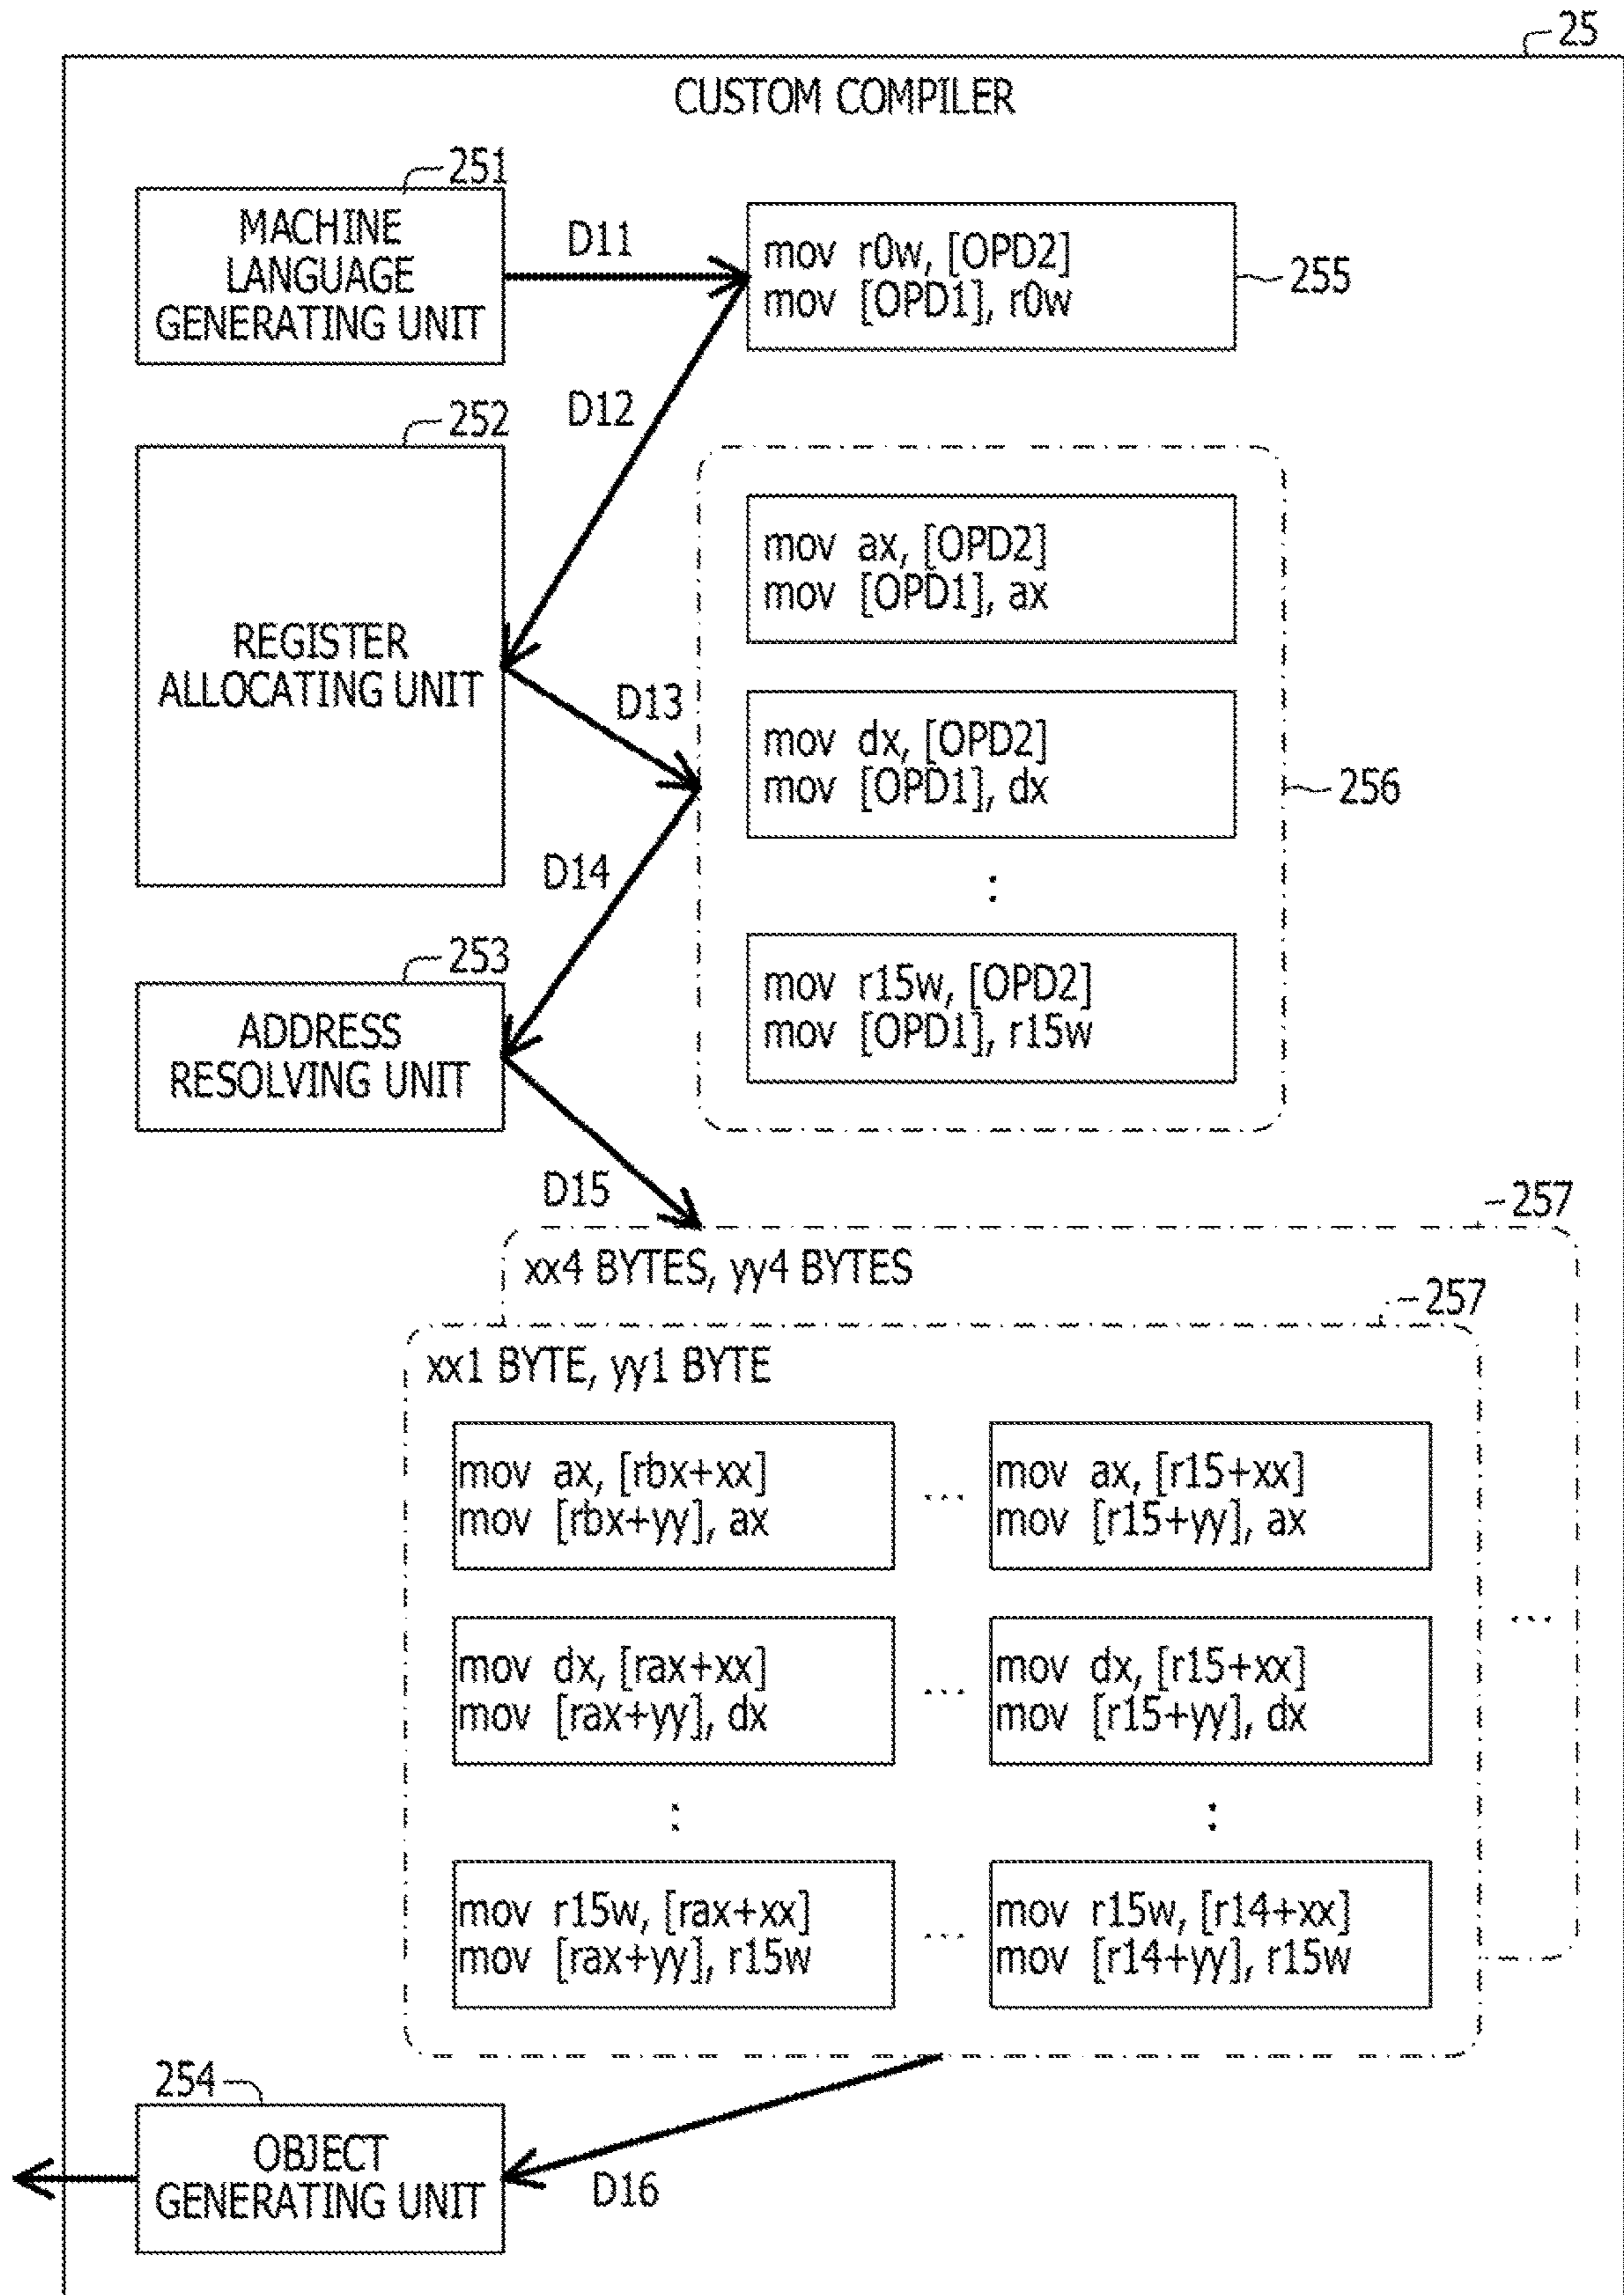 25
CUSTOM COMPILER
251
MACHINE
LANGUAGE
GENERATING UNIT
D11
mov r0w, [OPD2]
mov [OPD1], r0w
255
D12
252
REGISTER
ALLOCATING UNIT
D13
mov ax, [OPD2]
mov [OPD1], ax
mov dx, [OPD2]
mov [OPD1], dx
:
mov r15w, [OPD2]
mov [OPD1], r15w
256
D14
253
ADDRESS
RESOLVING UNIT
D15
257
xx4 BYTES, yy4 BYTES
257
xx1 BYTE, yy1 BYTE
mov ax, [rbx+xx]
mov [rbx+yy], ax
...
mov ax, [r15+xx]
mov [r15+yy], ax
mov dx, [rax+xx]
mov [rax+yy], dx
...
mov dx, [r15+xx]
mov [r15+yy], dx
...
:
:
mov r15w, [rax+xx]
mov [rax+yy], r15w
...
mov r15w, [r14+xx]
mov [r14+yy], r15w
254
OBJECT
GENERATING UNIT
D16